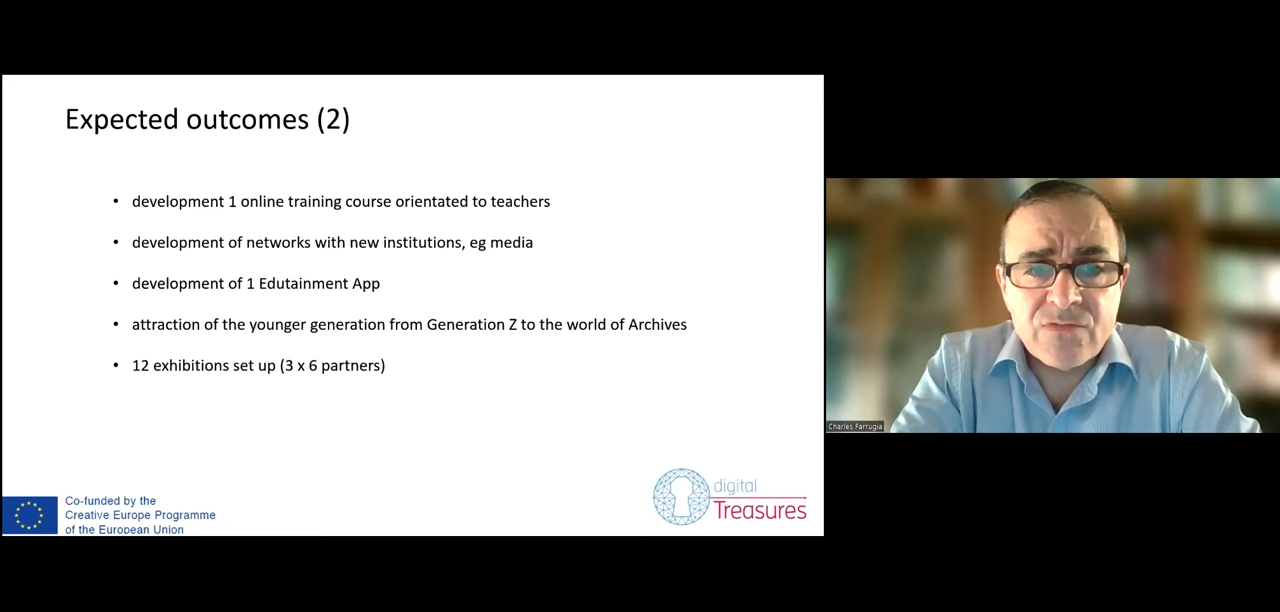 Expected outcomes (2)
• development 1 online training course orientated to teachers
• development of networks with new institutions, eg media
• development of 1 Edutainment App
• attraction of the younger generation from Generation Z to the world of Archives
• 12 exhibitions set up (3 x 6 partners)
Co-funded by the
Creative Europe Programme
of the European Union
digital
Treasures
Charles Farrugia